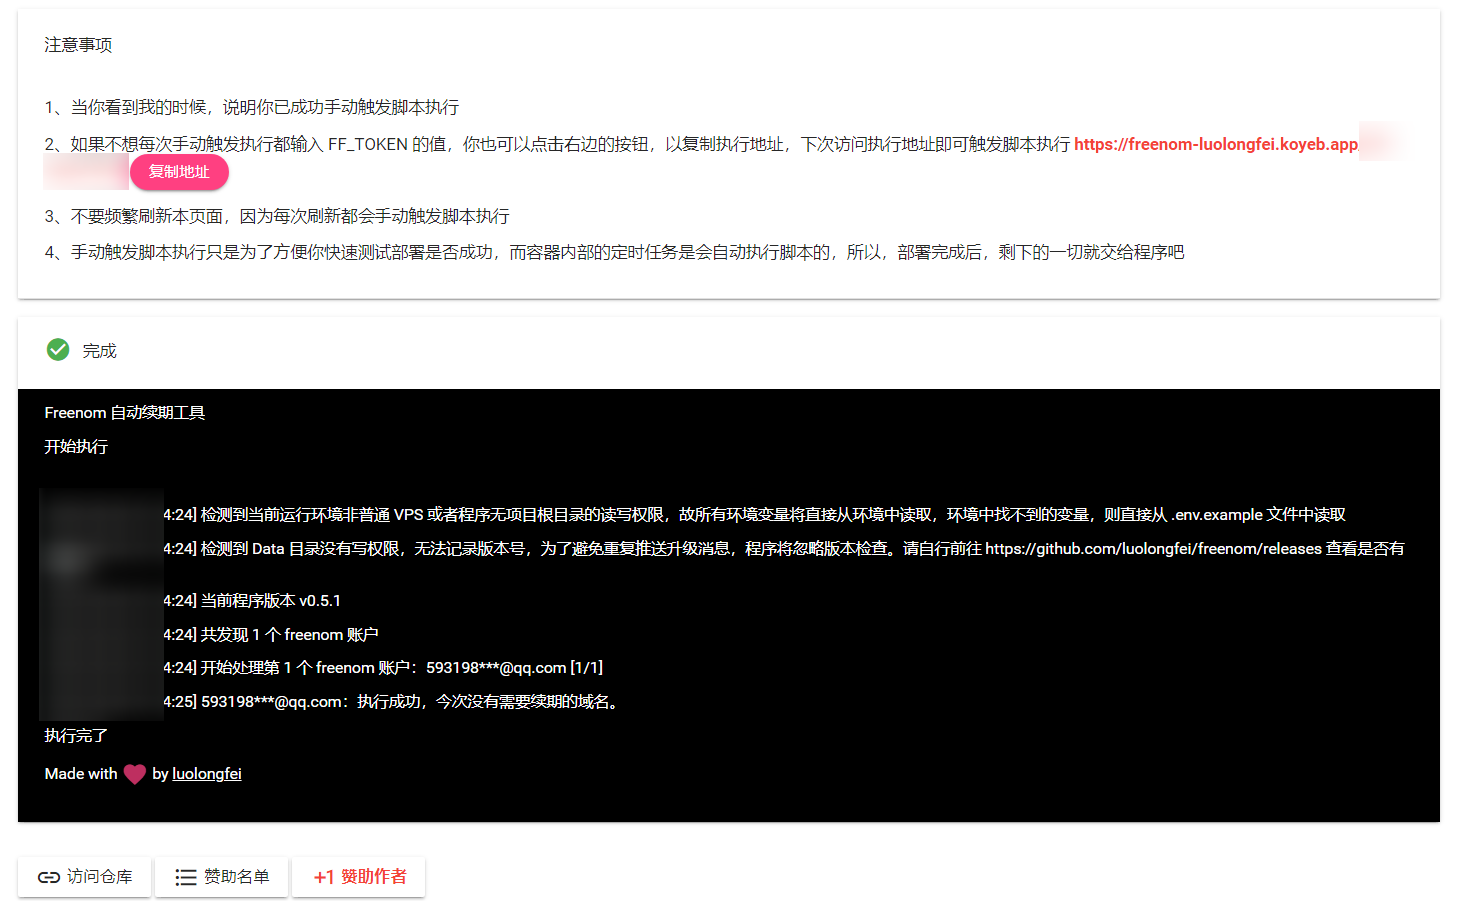 注意事项
1、当你看到我的时候，说明你已成功手动触发脚本执行
2、如果不想每次手动触发执行都输入 FF_TOKEN 的值，你也可以点击右边的按钮，以复制执行地址，下次访问执行地址即可触发脚本执行 https://freenom-luolongfei.koyeb.app
复制地址
3、不要频繁刷新本页面，因为每次刷新都会手动触发脚本执行
4、手动触发脚本执行只是为了方便你快速测试部署是否成功，而容器内部的定时任务是会自动执行脚本的，所以，部署完成后，剩下的一切就交给程序吧
完成
Freenom 自动续期工具
开始执行
4:24] 检测到当前运行环境非普通 VPS 或者程序无项目根目录的读写权限，故所有环境变量将直接从环境中读取，环境中找不到的变量，则直接从 .env.example 文件中读取
4:24] 检测到 Data 目录没有写权限，无法记录版本号，为了避免重复推送升级消息，程序将忽略版本检查。请自行前往 https://github.com/luolongfei/freenom/releases 查看是否有
4:24] 当前程序版本 v0.5.1
4:24] 共发现 1 个 freenom 账户
4:24] 开始处理第 1 个 freenom 账户：593198***@qq.com [1/1]
4:25] 593198***@qq.com：执行成功，今次没有需要续期的域名。
执行完了
Made with ❤ by luolongfei
访问仓库 赞助名单 +1 赞助作者